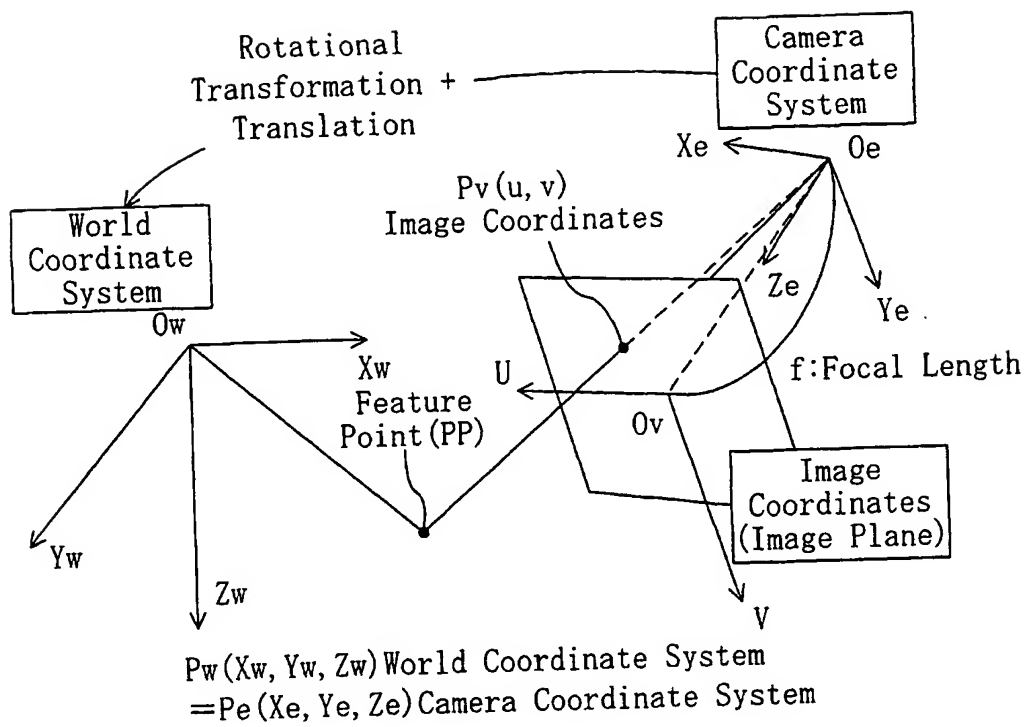 Rotational
Transformation +
Translation
Camera
Coordinate
System
Xe
Oe
Pv(u, v)
Image Coordinates
World
Coordinate
System
Ow
Ze
Ye
Xw
U
f:Focal Length
Feature
Point(PP)
Ov
Image
Coordinates
(Image Plane)
Yw
Zw
V
Pw(Xw, Yw, Zw)World Coordinate System
=Pe(Xe, Ye, Ze)Camera Coordinate System